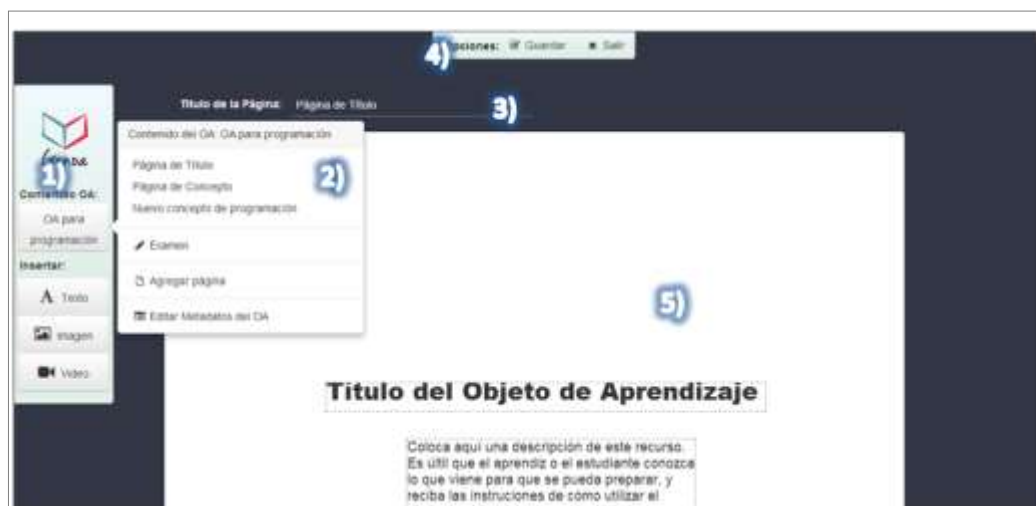 4) Opciones: Guardar Salir
Título de la Página: Página de Título 3)
1)
Contenido OA:
OA para
programación
Insertar:
A Texto
Imagen
Video
Contenido del OA: OA para programación
2)
Página de Título
Página de Concepto
Nuevo concepto de programación
Examen
Agregar página
Editar Metadatos del OA
5)
Título del Objeto de Aprendizaje
Coloca aquí una descripción de este recurso.
Es útil que el aprendiz o el estudiante conozca
lo que viene para que se pueda preparar, y
reciba las instruciones de cómo utilizar el